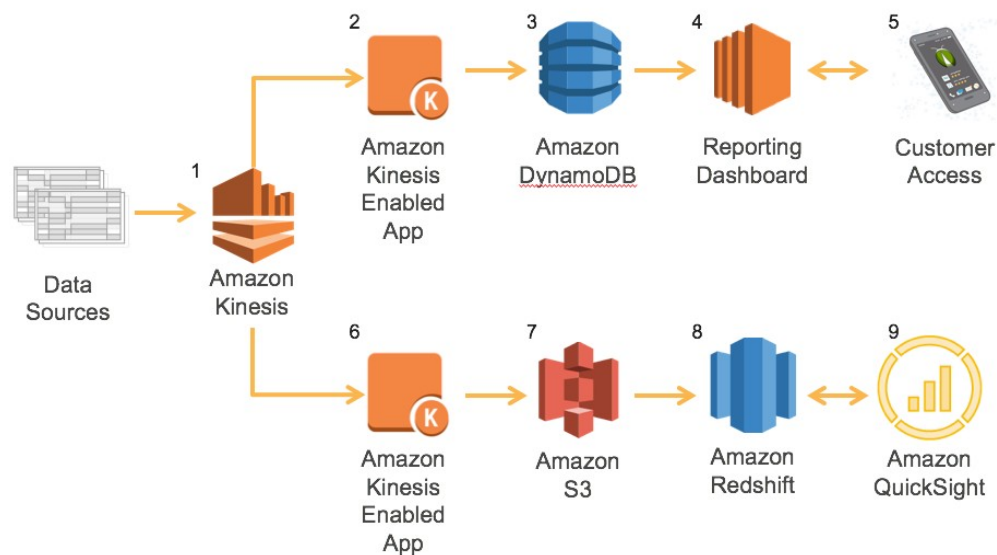 2
3
4
5
K
Amazon
Kinesis
Enabled
App
Amazon
DynamoDB
Reporting
Dashboard
Customer
Access
1
Data
Sources
Amazon
Kinesis
6
7
8
9
K
Amazon
Kinesis
Enabled
App
Amazon
S3
Amazon
Redshift
Amazon
QuickSight